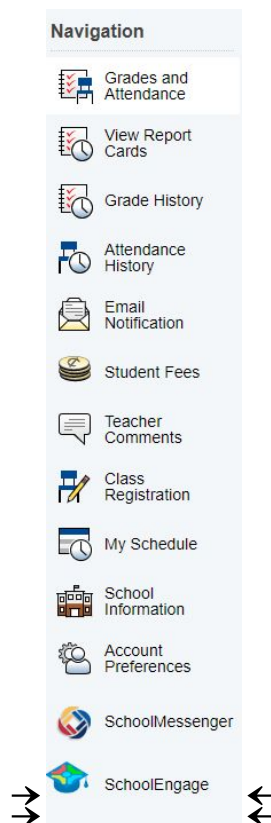 Navigation
Grades and
Attendance
View Report
Cards
Grade History
Attendance
History
Email
Notification
Student Fees
Teacher
Comments
Class
Registration
My Schedule
School
Information
Account
Preferences
SchoolMessenger
SchoolEngage